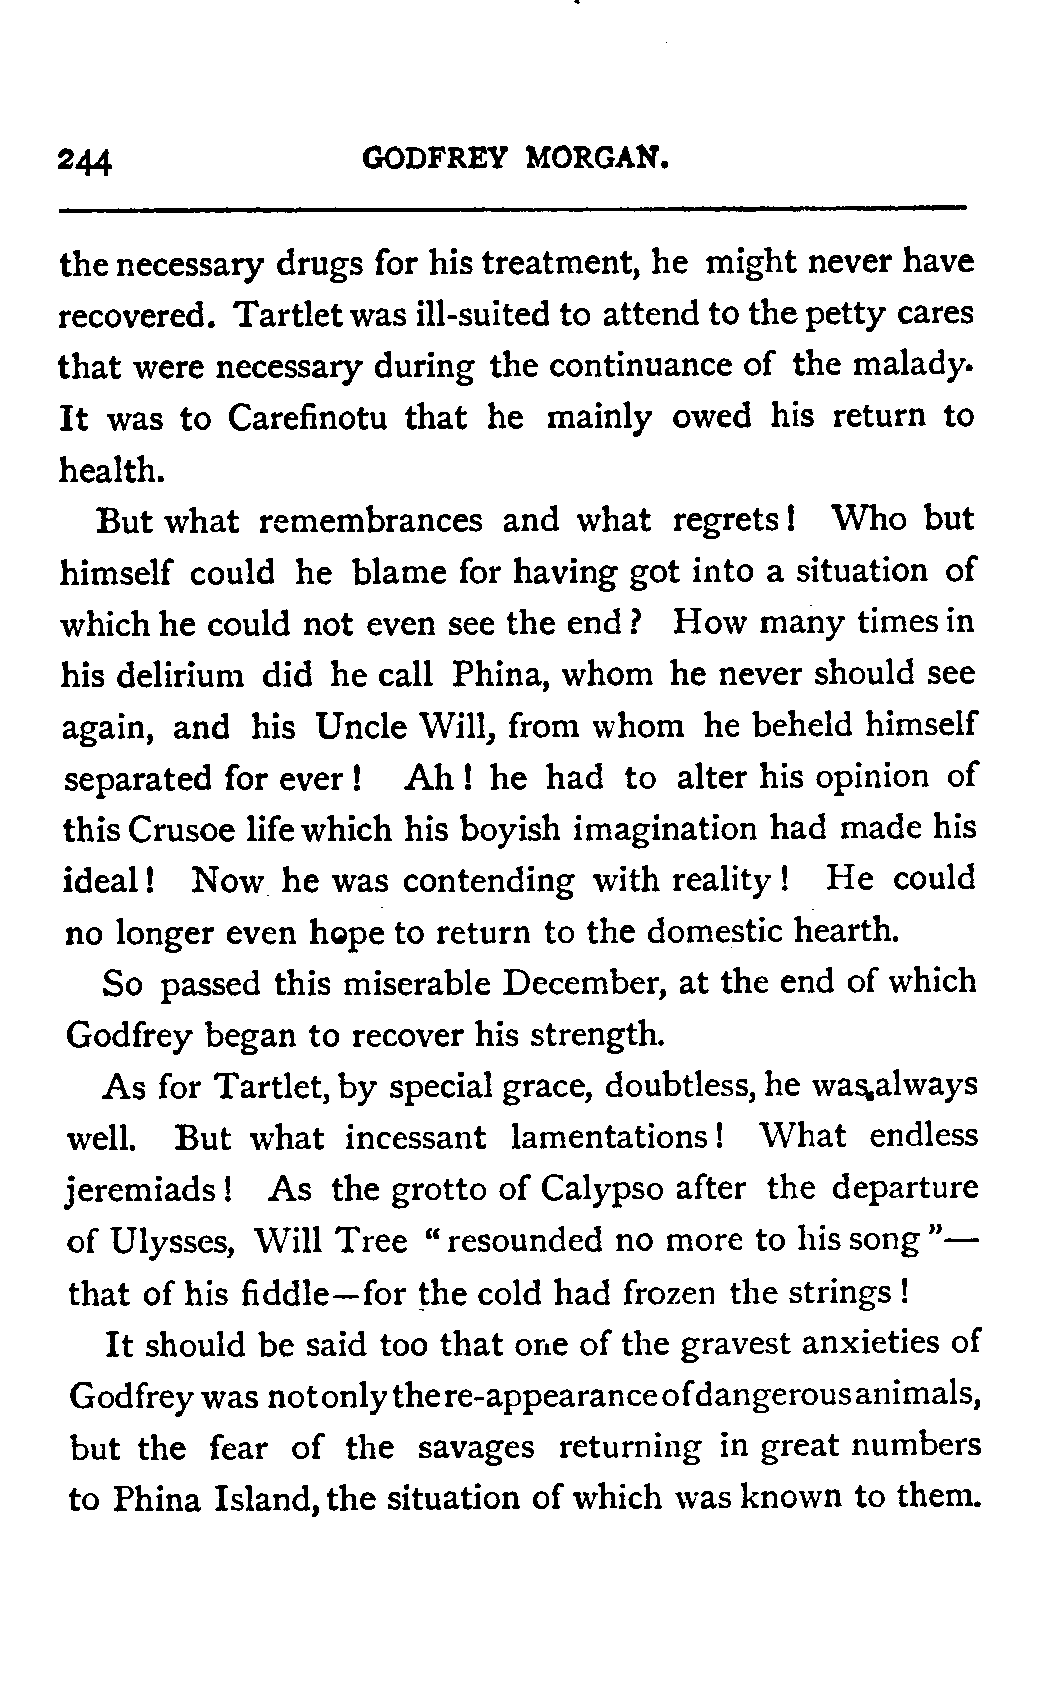 244 GODFREY MORGAN.
the necessary drugs for his treatment, he might never have
recovered. Tartlet was ill-suited to attend to the petty cares
that were necessary during the continuance of the malady.
It was to Carefinotu that he mainly owed his return to
health.
But what remembrances and what regrets! Who but
himself could he blame for having got into a situation of
which he could not even see the end? How many times in
his delirium did he call Phina, whom he never should see
again, and his Uncle Will, from whom he beheld himself
separated for ever! Ah! he had to alter his opinion of
this Crusoe life which his boyish imagination had made his
ideal! Now he was contending with reality! He could
no longer even hope to return to the domestic hearth.
So passed this miserable December, at the end of which
Godfrey began to recover his strength.
As for Tartlet, by special grace, doubtless, he was always
well. But what incessant lamentations! What endless
jeremiads! As the grotto of Calypso after the departure
of Ulysses, Will Tree "resounded no more to his song"—
that of his fiddle—for the cold had frozen the strings!
It should be said too that one of the gravest anxieties of
Godfrey was not only the re-appearance of dangerous animals,
but the fear of the savages returning in great numbers
to Phina Island, the situation of which was known to them.